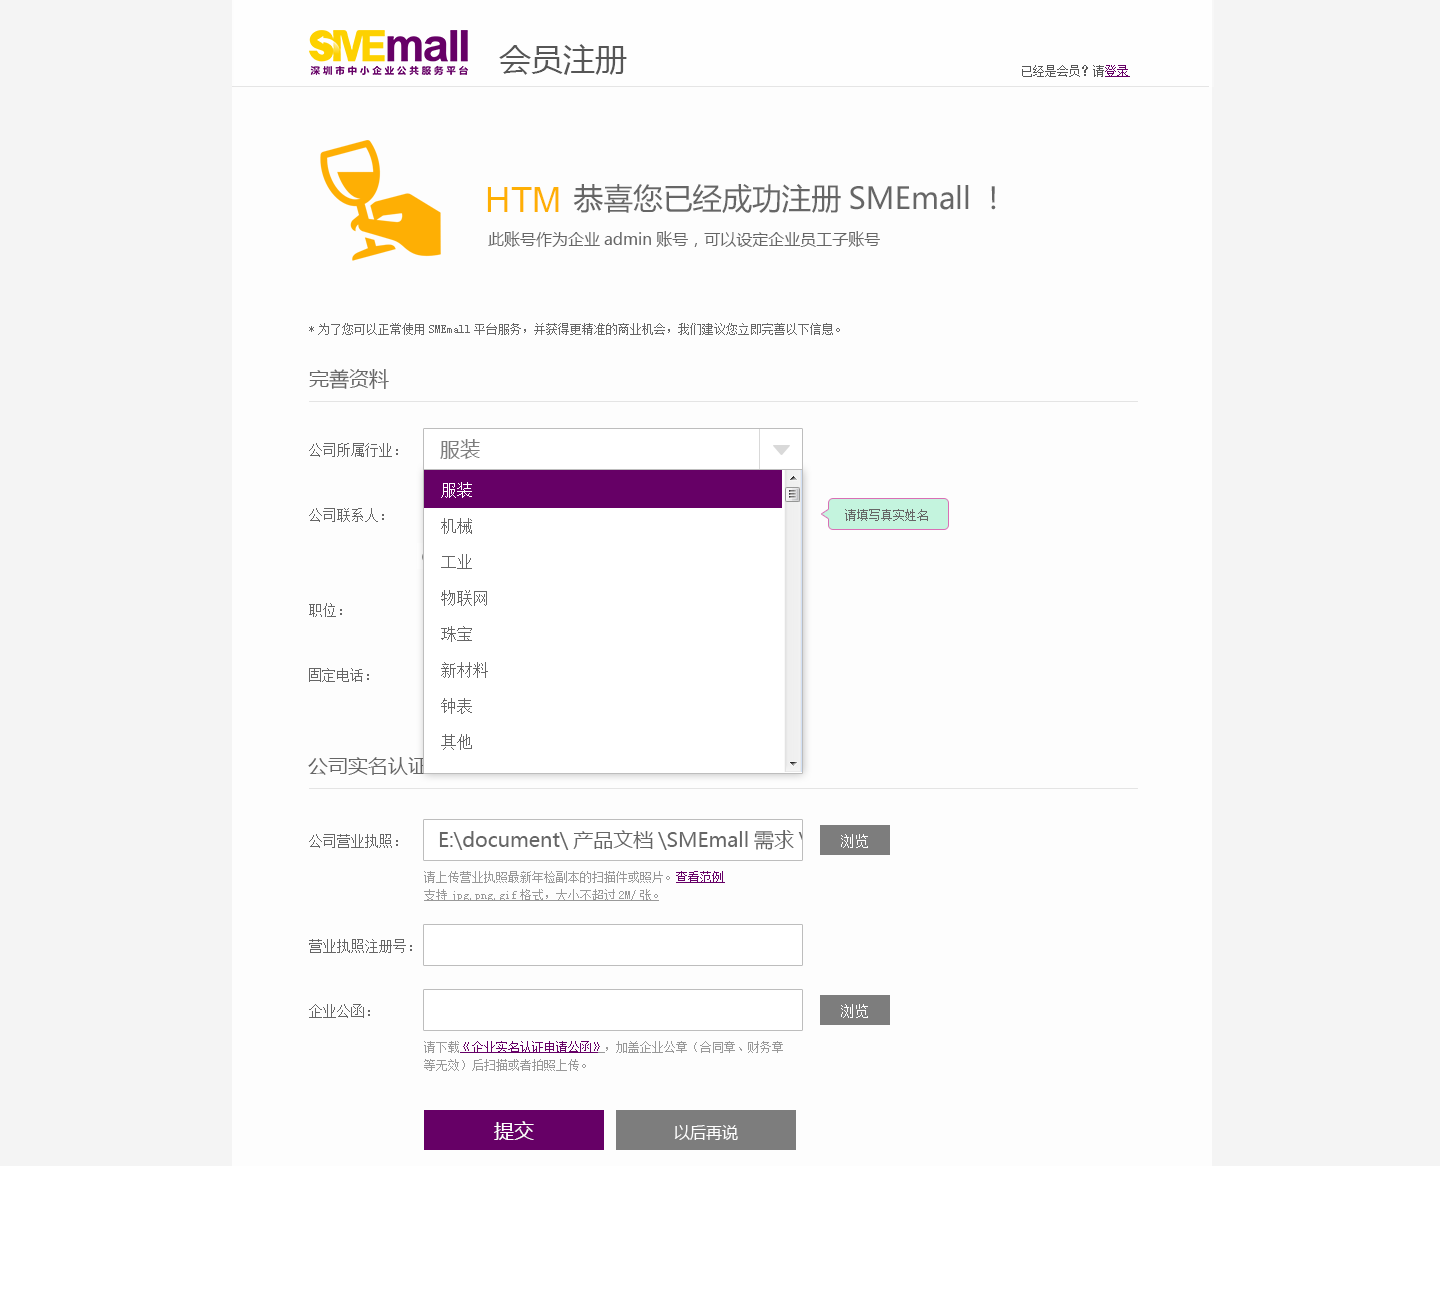 SMEmall
深圳市中小企业公共服务平台
会员注册
已经是会员？请登录
HTM 恭喜您已经成功注册 SMEmall ！
此账号作为企业 admin 账号，可以设定企业员工子账号
* 为了您可以正常使用 SMEmall 平台服务，并获得更精准的商业机会，我们建议您立即完善以下信息。
完善资料
公司所属行业：
服装
服装
公司联系人：
请填写真实姓名
机械
工业
物联网
职位：
珠宝
新材料
固定电话：
钟表
其他
公司实名认证
公司营业执照：
E:\document\ 产品文档 \SMEmall 需求 \
浏览
请上传营业执照最新年检副本的扫描件或照片。查看范例
支持 jpg,png,gif 格式，大小不超过 2M/ 张。
营业执照注册号：
企业公函：
浏览
请下载《企业实名认证申请公函》，加盖企业公章（合同章、财务章
等无效）后扫描或者拍照上传。
提交
以后再说